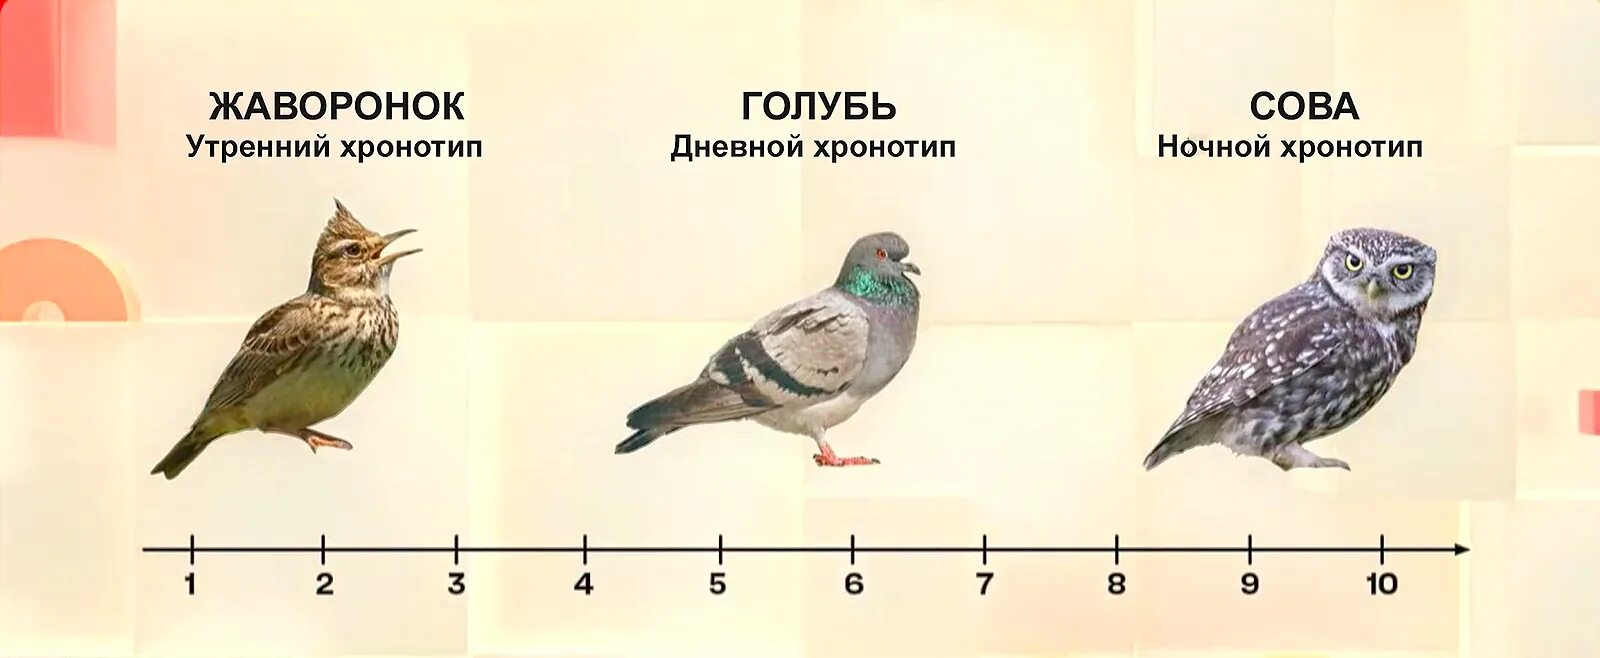 ЖАВОРОНОК
Утренний хронотип
ГОЛУБЬ
Дневной хронотип
СОВА
Ночной хронотип
1 2 3 4 5 6 7 8 9 10